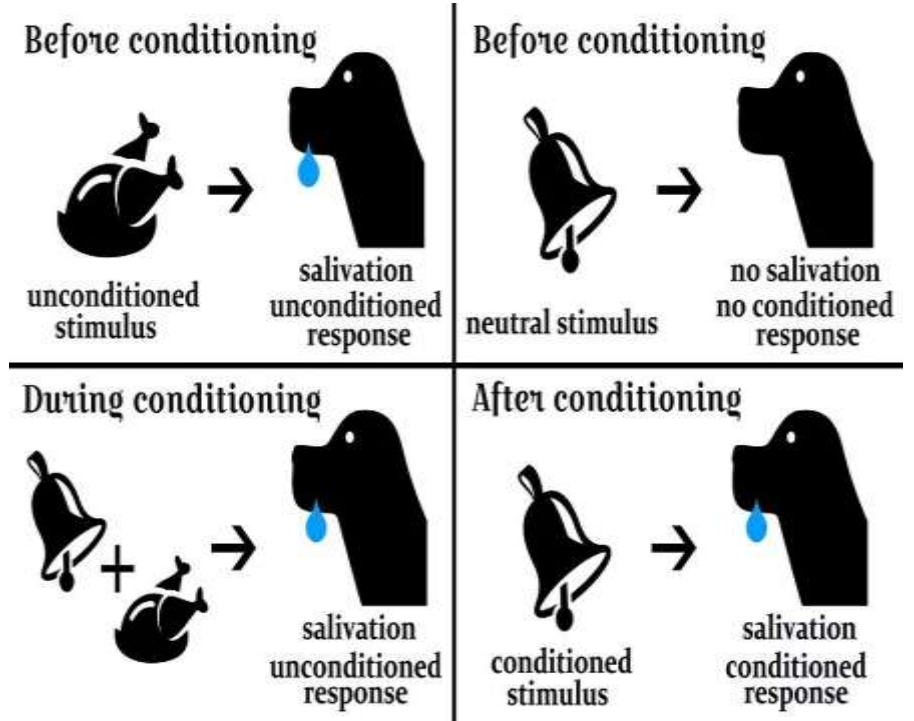 Before conditioning
unconditioned
stimulus
salivation
unconditioned
response
Before conditioning
neutral stimulus
no salivation
no conditioned
response
During conditioning
+
salivation
unconditioned
response
After conditioning
conditioned
stimulus
salivation
conditioned
response